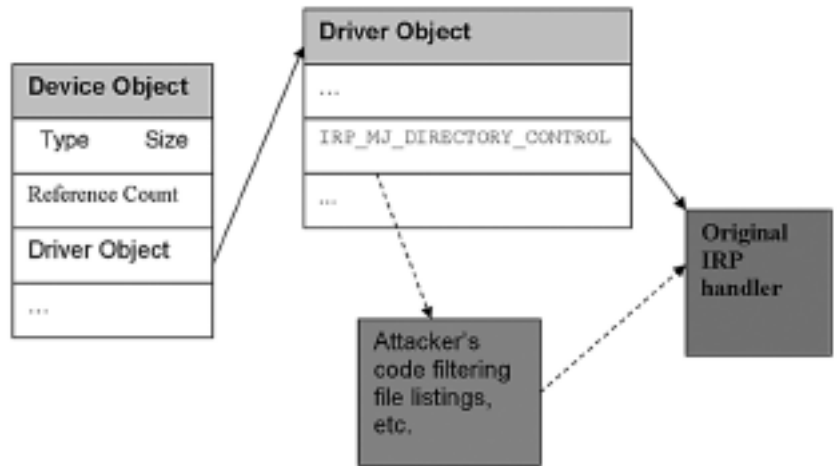 Device Object
Type Size
Reference Count
Driver Object
...
Driver Object
...
IRP_MJ_DIRECTORY_CONTROL
...
Attacker's
code filtering
file listings,
etc.
Original
IRP
handler